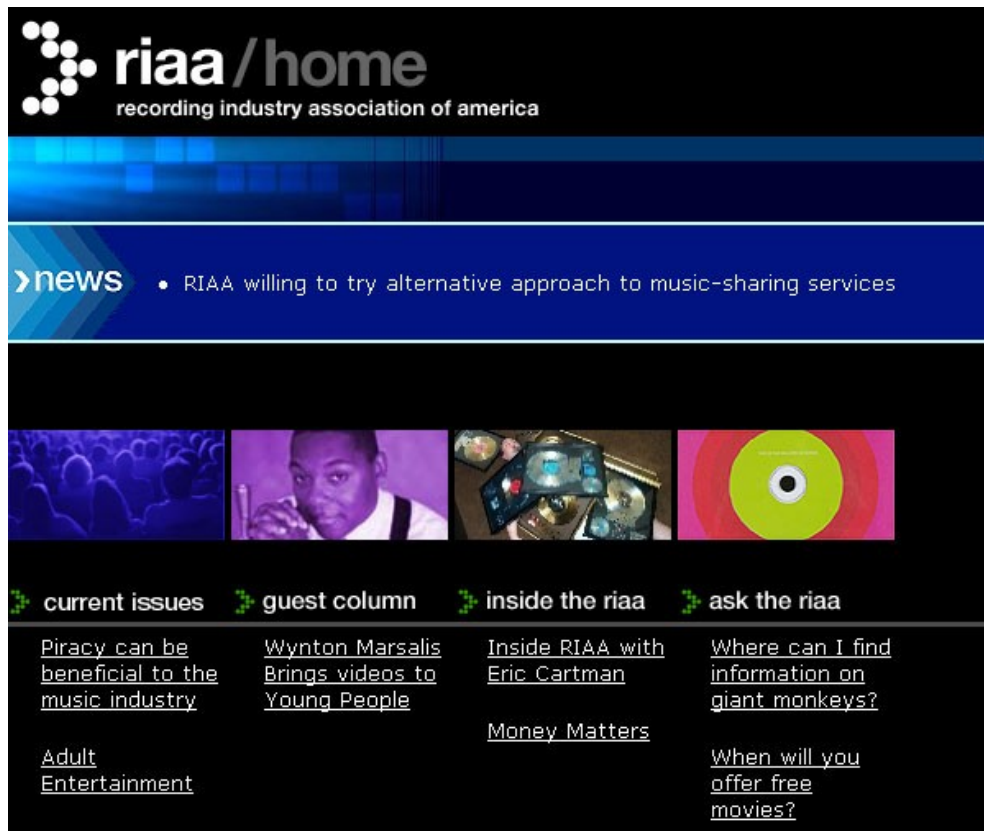 riaa/home
recording industry association of america
›news
• RIAA willing to try alternative approach to music-sharing services
current issues
Piracy can be
beneficial to the
music industry
Adult
Entertainment
guest column
Wynton Marsalis
Brings videos to
Young People
inside the riaa
Inside RIAA with
Eric Cartman
Money Matters
ask the riaa
Where can I find
information on
giant monkeys?
When will you
offer free
movies?